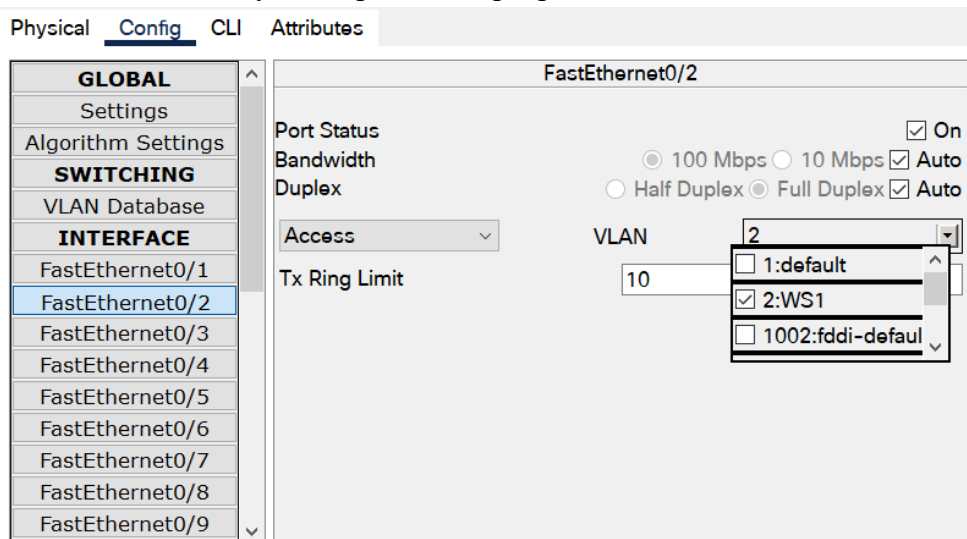 Physical Config CLI Attributes
GLOBAL
Settings
Algorithm Settings
SWITCHING
VLAN Database
INTERFACE
FastEthernet0/1
FastEthernet0/2
FastEthernet0/3
FastEthernet0/4
FastEthernet0/5
FastEthernet0/6
FastEthernet0/7
FastEthernet0/8
FastEthernet0/9
FastEthernet0/2
Port Status On
Bandwidth 100 Mbps 10 Mbps Auto
Duplex Half Duplex Full Duplex Auto
Access VLAN 2
1:default
Tx Ring Limit 10
2:WS1
1002:fddi-defaul